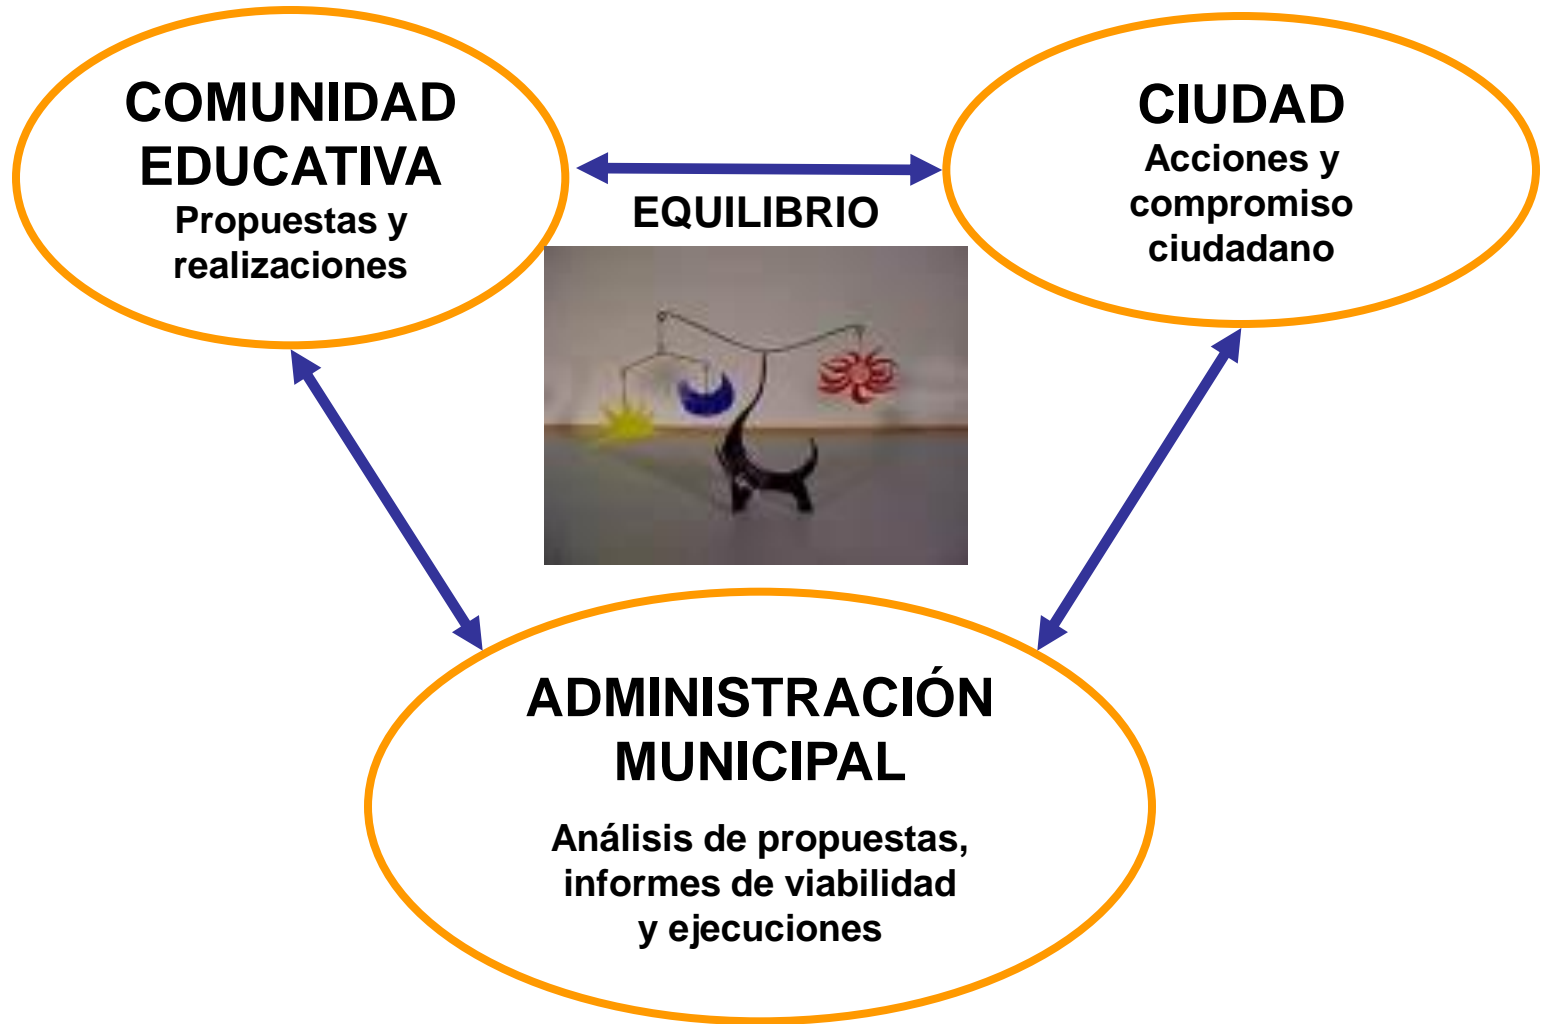 COMUNIDAD
EDUCATIVA
Propuestas y
realizaciones
EQUILIBRIO
CIUDAD
Acciones y
compromiso
ciudadano
ADMINISTRACIÓN
MUNICIPAL
Análisis de propuestas,
informes de viabilidad
y ejecuciones